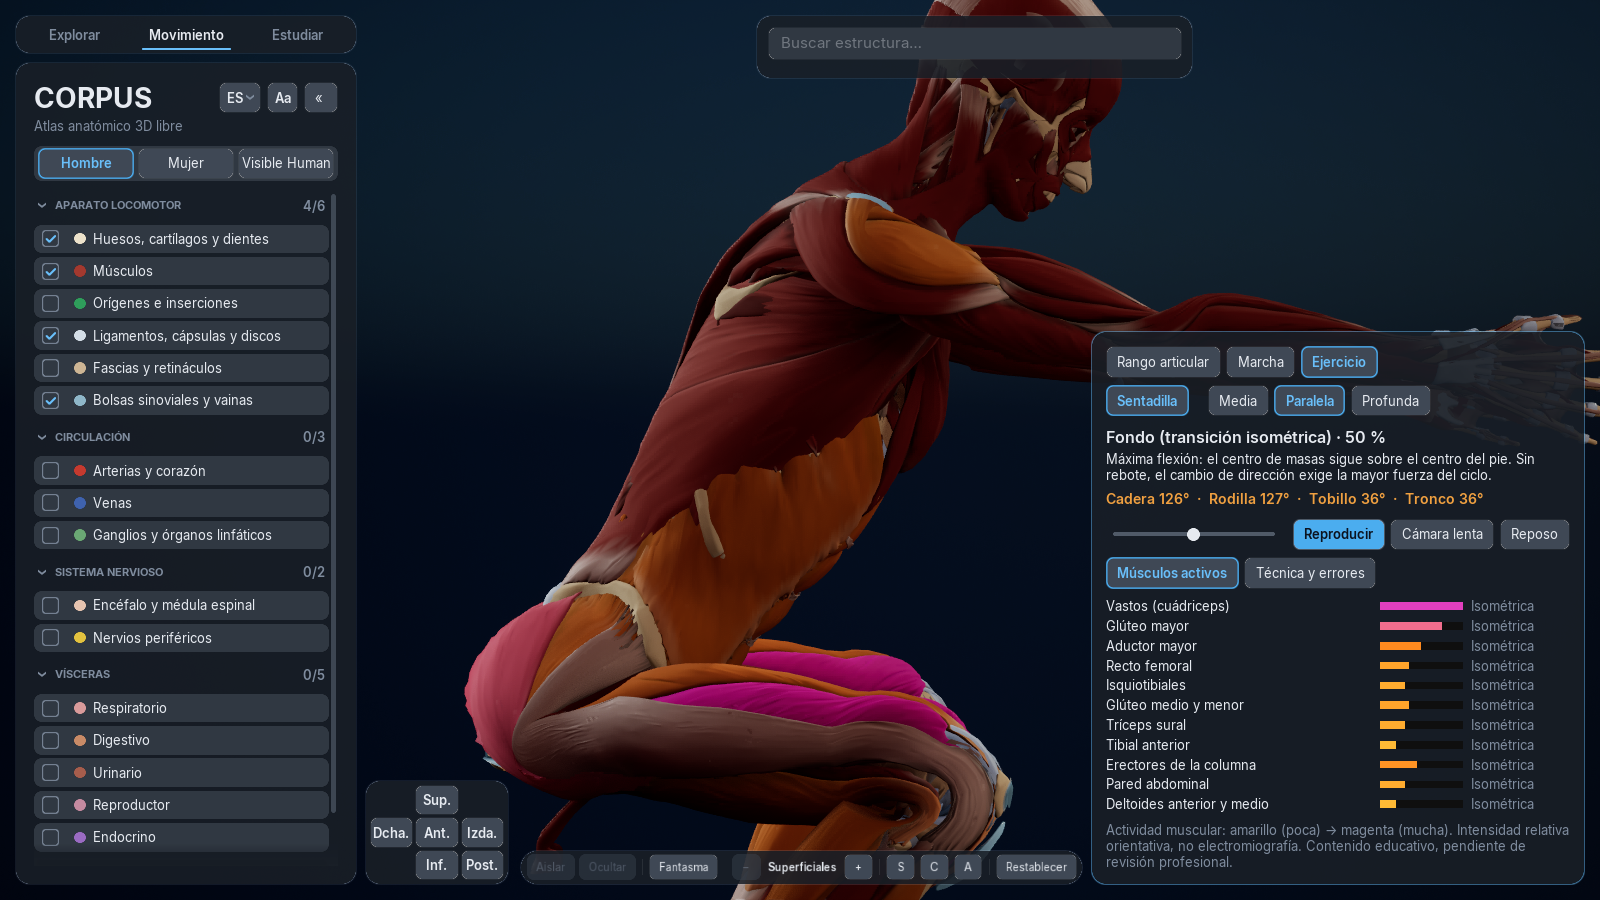 Explorar Movimiento Estudiar
CORPUS ES Aa «
Atlas anatómico 3D libre
Hombre Mujer Visible Human
APARATO LOCOMOTOR 4/6
Huesos, cartílagos y dientes
Músculos
Orígenes e inserciones
Ligamentos, cápsulas y discos
Fascias y retináculos
Bolsas sinoviales y vainas
CIRCULACIÓN 0/3
Arterias y corazón
Venas
Ganglios y órganos linfáticos
SISTEMA NERVIOSO 0/2
Encéfalo y médula espinal
Nervios periféricos
VÍSCERAS 0/5
Respiratorio
Digestivo
Urinario
Reproductor
Endocrino
Buscar estructura...
Sup.
Dcha. Ant. Izda.
Inf. Post.
Aislar Ocultar Fantasma − Superficiales + S C A Restablecer
Rango articular Marcha Ejercicio
Sentadilla Media Paralela Profunda
Fondo (transición isométrica) · 50 %
Máxima flexión: el centro de masas sigue sobre el centro del pie. Sin
rebote, el cambio de dirección exige la mayor fuerza del ciclo.
Cadera 126° · Rodilla 127° · Tobillo 36° · Tronco 36°
Reproducir Cámara lenta Reposo
Músculos activos Técnica y errores
Vastos (cuádriceps) Isométrica
Glúteo mayor Isométrica
Aductor mayor Isométrica
Recto femoral Isométrica
Isquiotibiales Isométrica
Glúteo medio y menor Isométrica
Tríceps sural Isométrica
Tibial anterior Isométrica
Erectores de la columna Isométrica
Pared abdominal Isométrica
Deltoides anterior y medio Isométrica
Actividad muscular: amarillo (poca) → magenta (mucha). Intensidad relativa
orientativa, no electromiografía. Contenido educativo, pendiente de
revisión profesional.